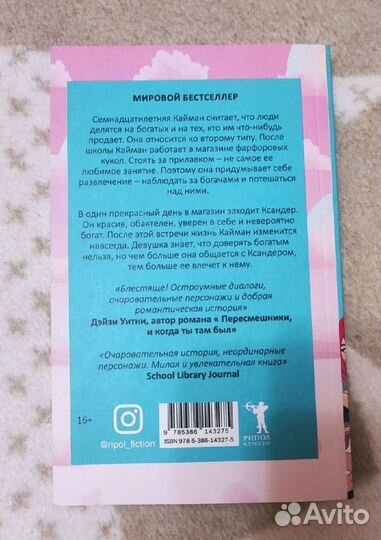 МИРОВОЙ БЕСТСЕЛЛЕР
Семнадцатилетняя Кайман считает, что люди
делятся на богатых и на тех, кто им что-нибудь
продает. Она относится ко второму типу. После
школы Кайман работает в магазине фарфоровых
кукол. Стоять за прилавком – не самое ее
любимое занятие. Поэтому она придумывает себе
развлечение – наблюдать за богачами и потешаться
над ними.
В один прекрасный день в магазин заходит Ксандер.
Он красив, обаятелен, уверен в себе и невероятно
богат. После этой встречи жизнь Кайман изменится
навсегда. Девушка знает, что доверять богатым
нельзя, но чем больше она общается с Ксандером,
тем больше ее влечет к нему.
«Блестяще! Остроумные диалоги,
очаровательные персонажи и добрая
романтическая история»
Дэйзи Уитни, автор романа « Пересмешники,
и когда ты там был»
«Очаровательная история, неординарные
персонажи. Милая и увлекательная книга»
School Library Journal
16+
@ripol_fiction
9 785386 143275
ISBN 978-5-386-14327-5
РИПОЛ
КЛАССИК
Avito